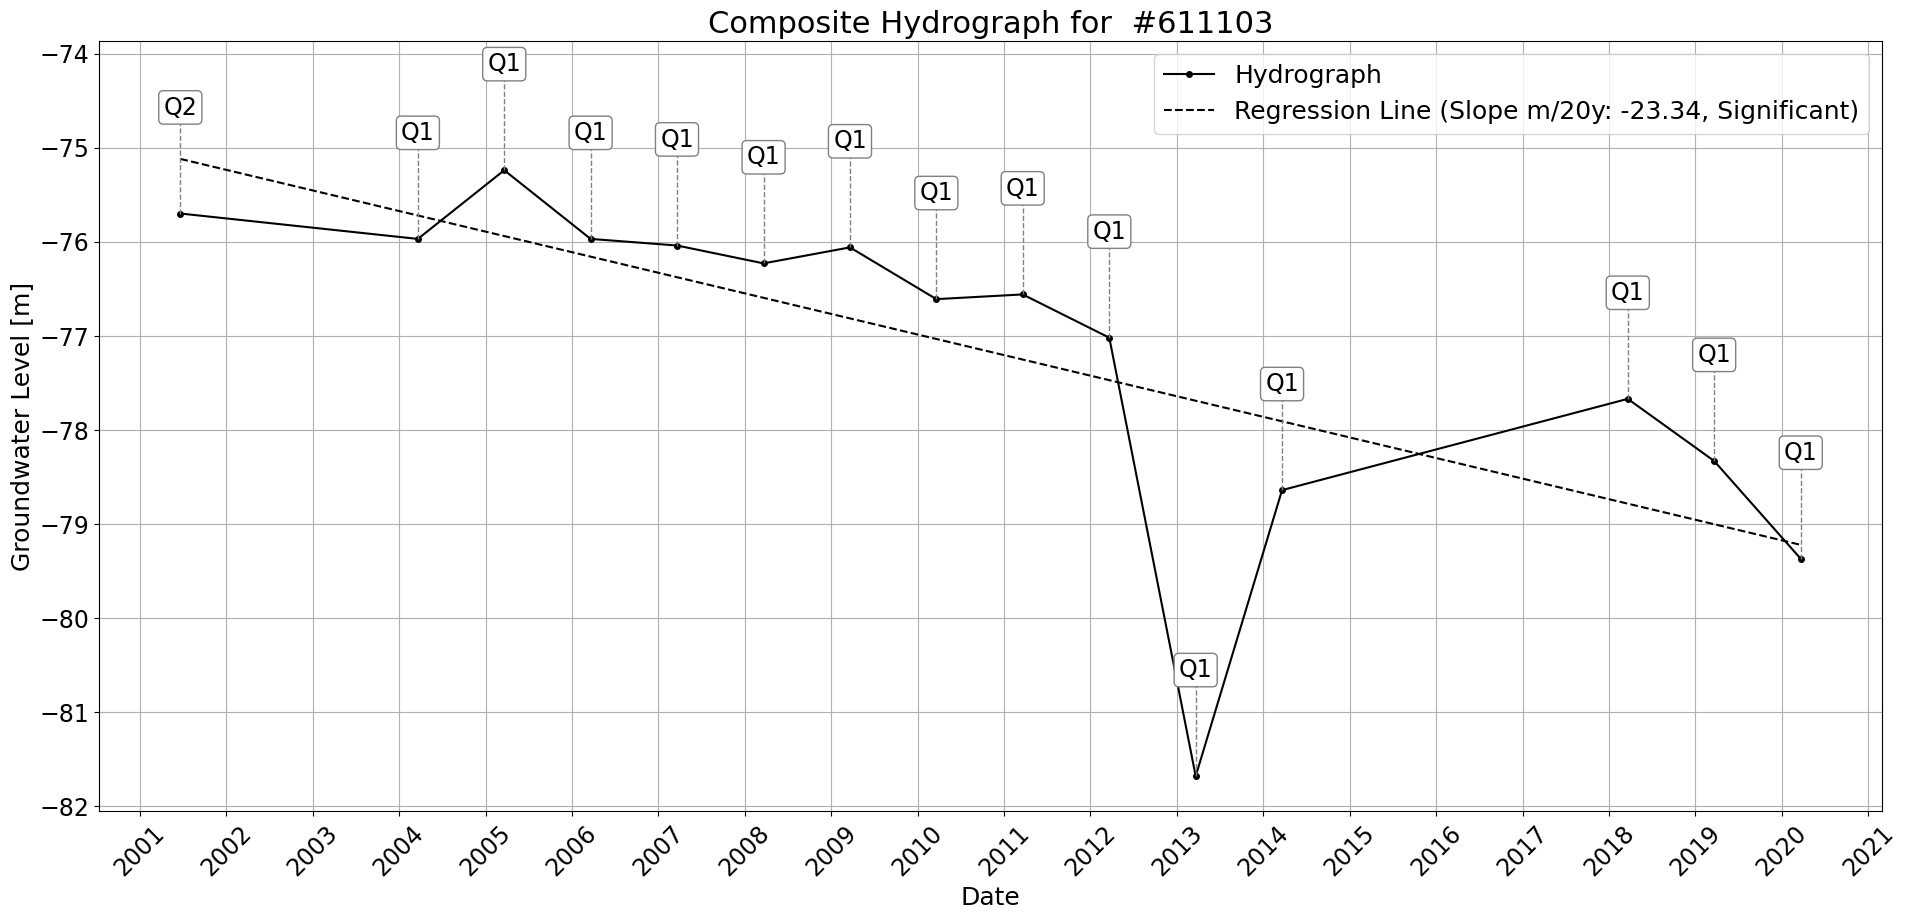 Composite Hydrograph for  #611103
Hydrograph
Regression Line (Slope m/20y: -23.34, Significant)
Groundwater Level [m]
−74
−75
−76
−77
−78
−79
−80
−81
−82
Q2
Q1
Q1
Q1
Q1
Q1
Q1
Q1
Q1
Q1
Q1
Q1
Q1
Q1
Q1
2001
2002
2003
2004
2005
2006
2007
2008
2009
2010
2011
2012
2013
2014
2015
2016
2017
2018
2019
2020
2021
Date